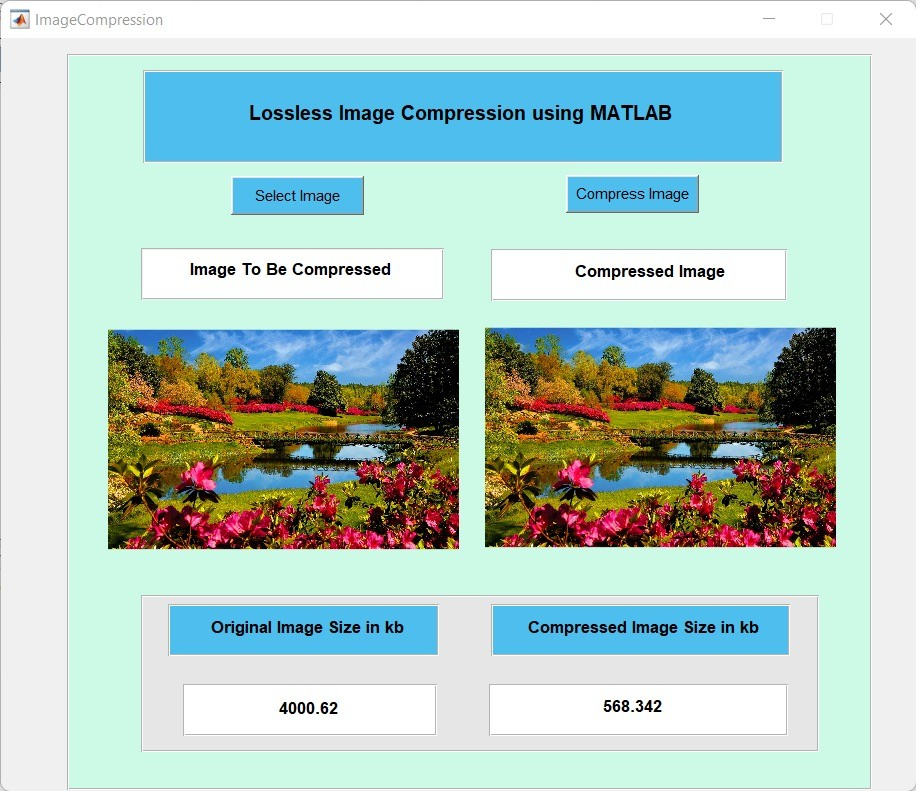 ImageCompression
Lossless Image Compression using MATLAB
Select Image
Compress Image
Image To Be Compressed
Compressed Image
Original Image Size in kb
Compressed Image Size in kb
4000.62
568.342